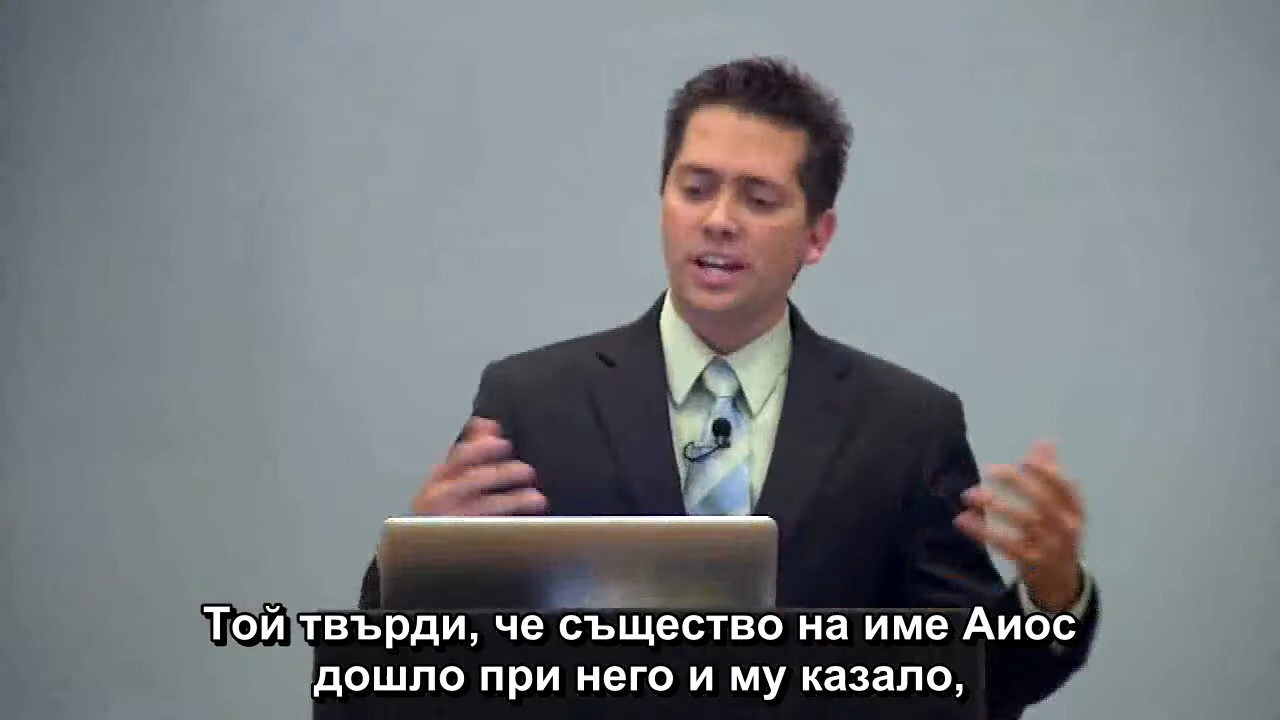 Той твърди, че същество на име Аиос
дошло при него и му казало,